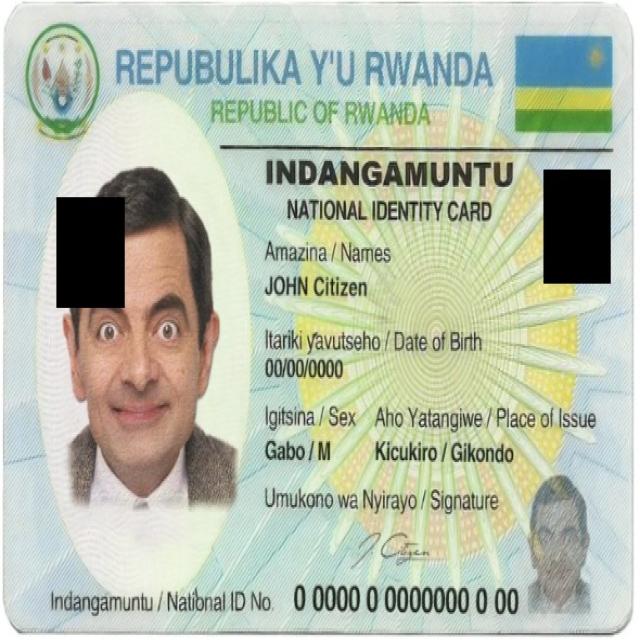 REPUBULIKA Y'U RWANDA
REPUBLIC OF RWANDA
INDANGAMUNTU
NATIONAL IDENTITY CARD
Amazina / Names
JOHN Citizen
Itariki yavutseho / Date of Birth
00/00/0000
Igitsina / Sex Aho Yatangiwe / Place of Issue
Gabo / M Kicukiro / Gikondo
Umukono wa Nyirayo / Signature
J. Citizen
Indangamuntu / National ID No. 0 0000 0 0000000 0 00